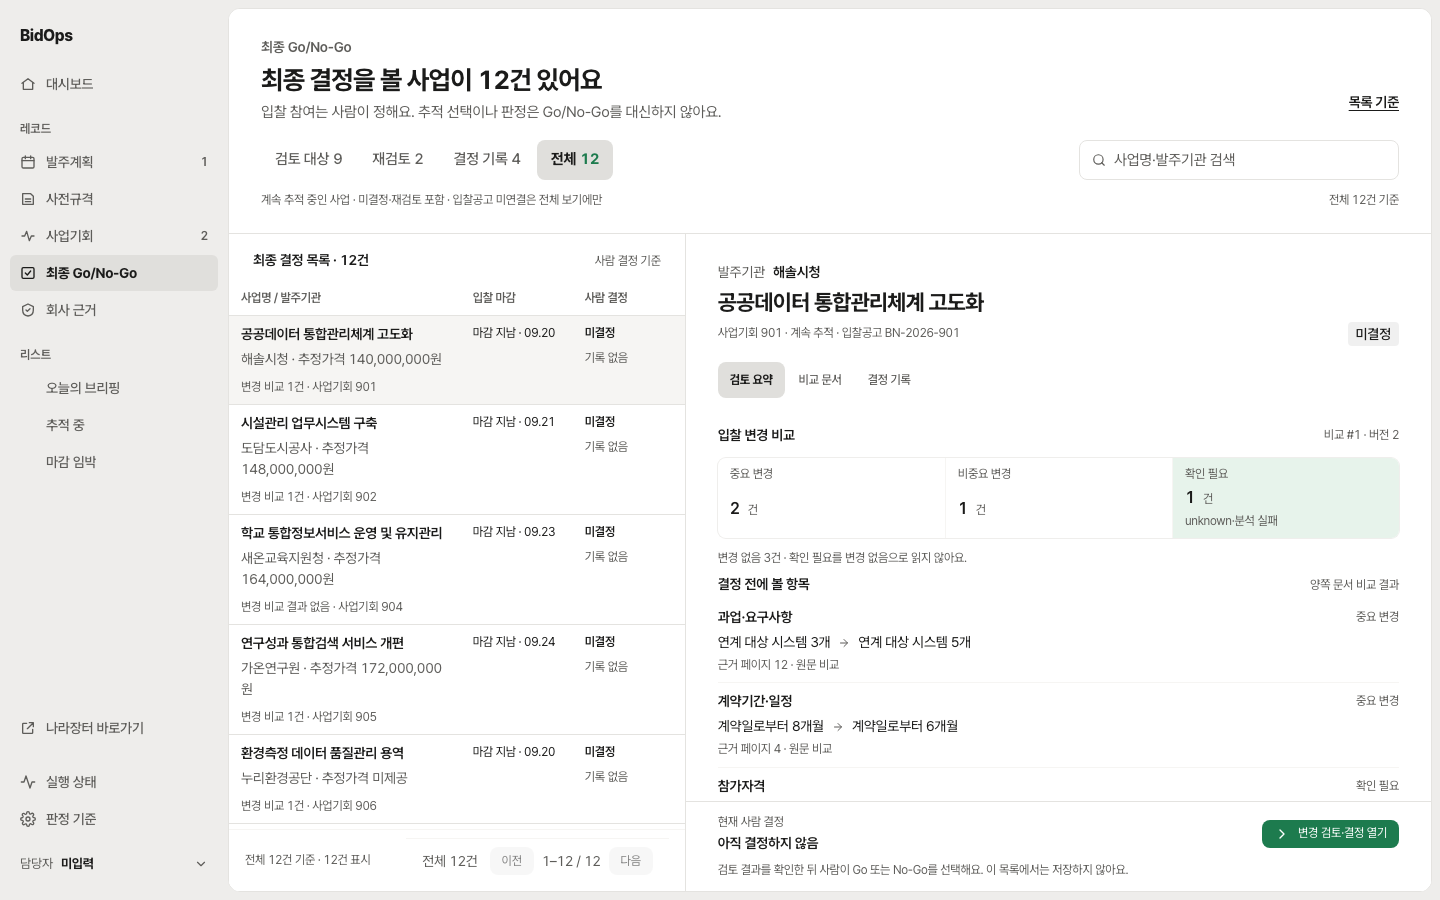 BidOps
대시보드
레코드
발주계획 1
사전규격
사업기회 2
최종 Go/No-Go
회사 근거
리스트
오늘의 브리핑
추적 중
마감 임박
나라장터 바로가기
실행 상태
판정 기준
담당자 미입력
최종 Go/No-Go
최종 결정을 볼 사업이 12건 있어요
입찰 참여는 사람이 정해요. 추적 선택이나 판정은 Go/No-Go를 대신하지 않아요.
목록 기준
검토 대상 9 재검토 2 결정 기록 4 전체 12
사업명·발주기관 검색
계속 추적 중인 사업 · 미결정·재검토 포함 · 입찰공고 미연결은 전체 보기에만
전체 12건 기준
최종 결정 목록 · 12건 사람 결정 기준
사업명 / 발주기관 입찰 마감 사람 결정
공공데이터 통합관리체계 고도화 마감 지남 · 09.20 미결정
해솔시청 · 추정가격 140,000,000원 기록 없음
변경 비교 1건 · 사업기회 901
시설관리 업무시스템 구축 마감 지남 · 09.21 미결정
도담도시공사 · 추정가격 기록 없음
148,000,000원
변경 비교 1건 · 사업기회 902
학교 통합정보서비스 운영 및 유지관리 마감 지남 · 09.23 미결정
새온교육지원청 · 추정가격 기록 없음
164,000,000원
변경 비교 결과 없음 · 사업기회 904
연구성과 통합검색 서비스 개편 마감 지남 · 09.24 미결정
가온연구원 · 추정가격 172,000,000 기록 없음
원
변경 비교 1건 · 사업기회 905
환경측정 데이터 품질관리 용역 마감 지남 · 09.20 미결정
누리환경공단 · 추정가격 미제공 기록 없음
변경 비교 1건 · 사업기회 906
전체 12건 기준 · 12건 표시 전체 12건 이전 1–12 / 12 다음
발주기관 해솔시청
공공데이터 통합관리체계 고도화
사업기회 901 · 계속 추적 · 입찰공고 BN-2026-901
미결정
검토 요약 비교 문서 결정 기록
입찰 변경 비교 비교 #1 · 버전 2
중요 변경 비중요 변경 확인 필요
2 건 1 건 1 건
unknown·분석 실패
변경 없음 3건 · 확인 필요를 변경 없음으로 읽지 않아요.
결정 전에 볼 항목 양쪽 문서 비교 결과
과업·요구사항 중요 변경
연계 대상 시스템 3개 → 연계 대상 시스템 5개
근거 페이지 12 · 원문 비교
계약기간·일정 중요 변경
계약일로부터 8개월 → 계약일로부터 6개월
근거 페이지 4 · 원문 비교
참가자격 확인 필요
현재 사람 결정
아직 결정하지 않음
변경 검토·결정 열기
검토 결과를 확인한 뒤 사람이 Go 또는 No-Go를 선택해요. 이 목록에서는 저장하지 않아요.